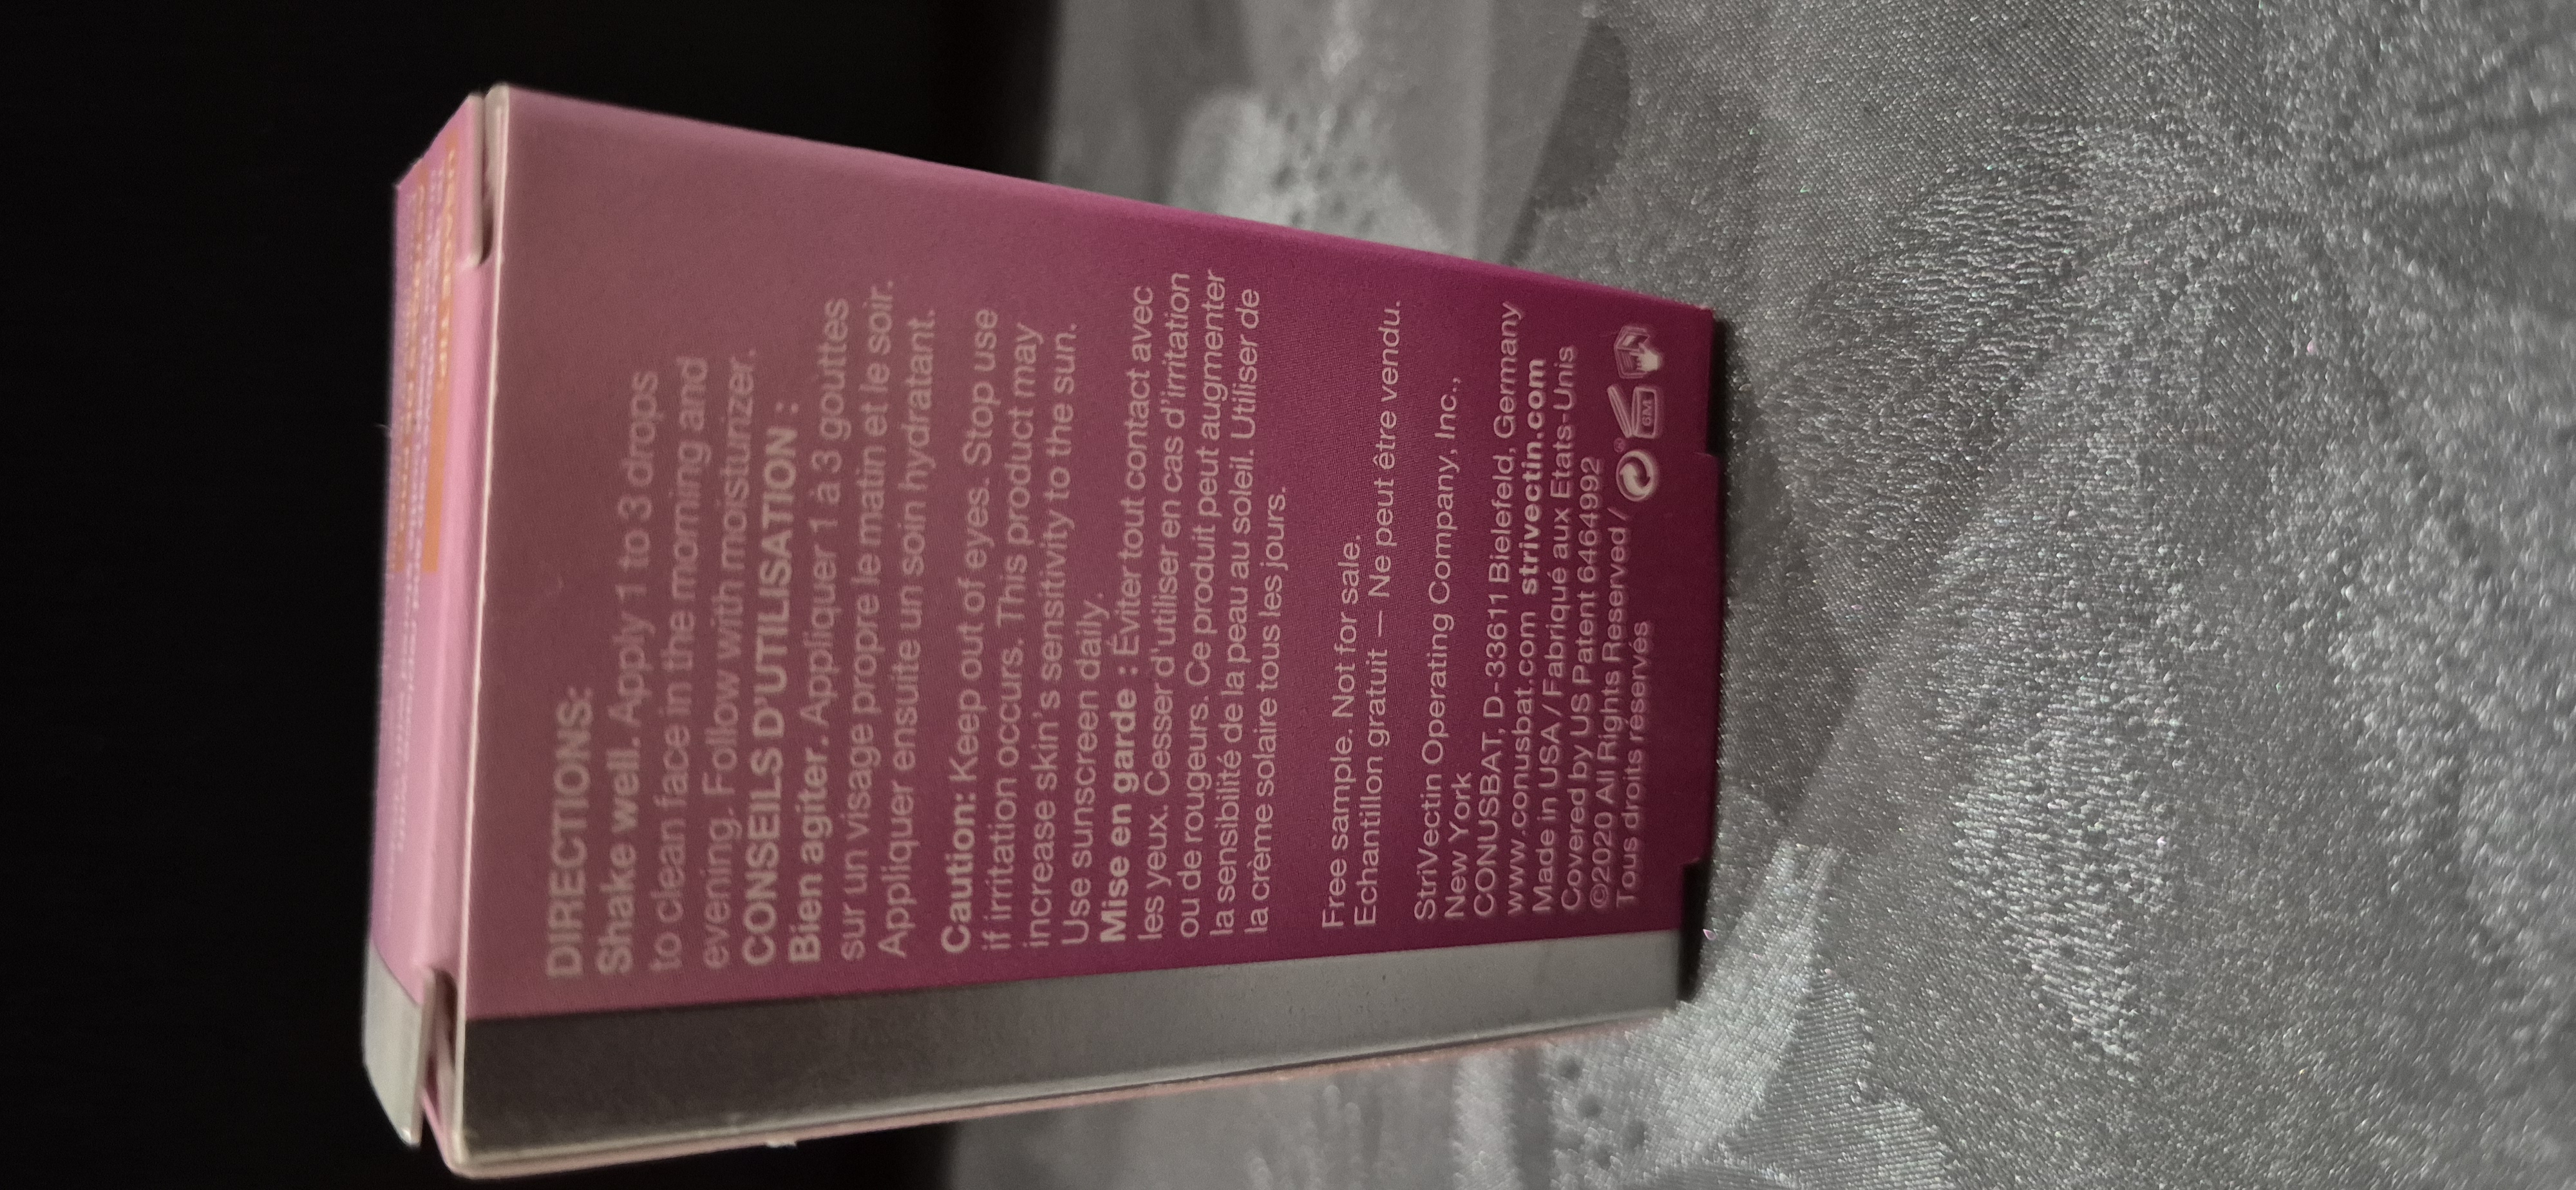 DIRECTIONS:
Shake well. Apply 1 to 3 drops
to clean face in the morning and
evening. Follow with moisturizer.
CONSEILS D'UTILISATION :
Bien agiter. Appliquer 1 à 3 gouttes
sur un visage propre le matin et le soir.
Appliquer ensuite un soin hydratant.
Caution: Keep out of eyes. Stop use
if irritation occurs. This product may
increase skin's sensitivity to the sun.
Use sunscreen daily.
Mise en garde : Éviter tout contact avec
les yeux. Cesser d'utiliser en cas d'irritation
ou de rougeurs. Ce produit peut augmenter
la sensibilité de la peau au soleil. Utiliser de
la crème solaire tous les jours.
Free sample. Not for sale.
Echantillon gratuit — Ne peut être vendu.
StriVectin Operating Company, Inc.,
New York
CONUSBAT, D-33611 Bielefeld, Germany
www.conusbat.com strivectin.com
Made in USA / Fabriqué aux Etats-Unis
Covered by US Patent 6464992
©2020 All Rights Reserved /
Tous droits réservés
6M